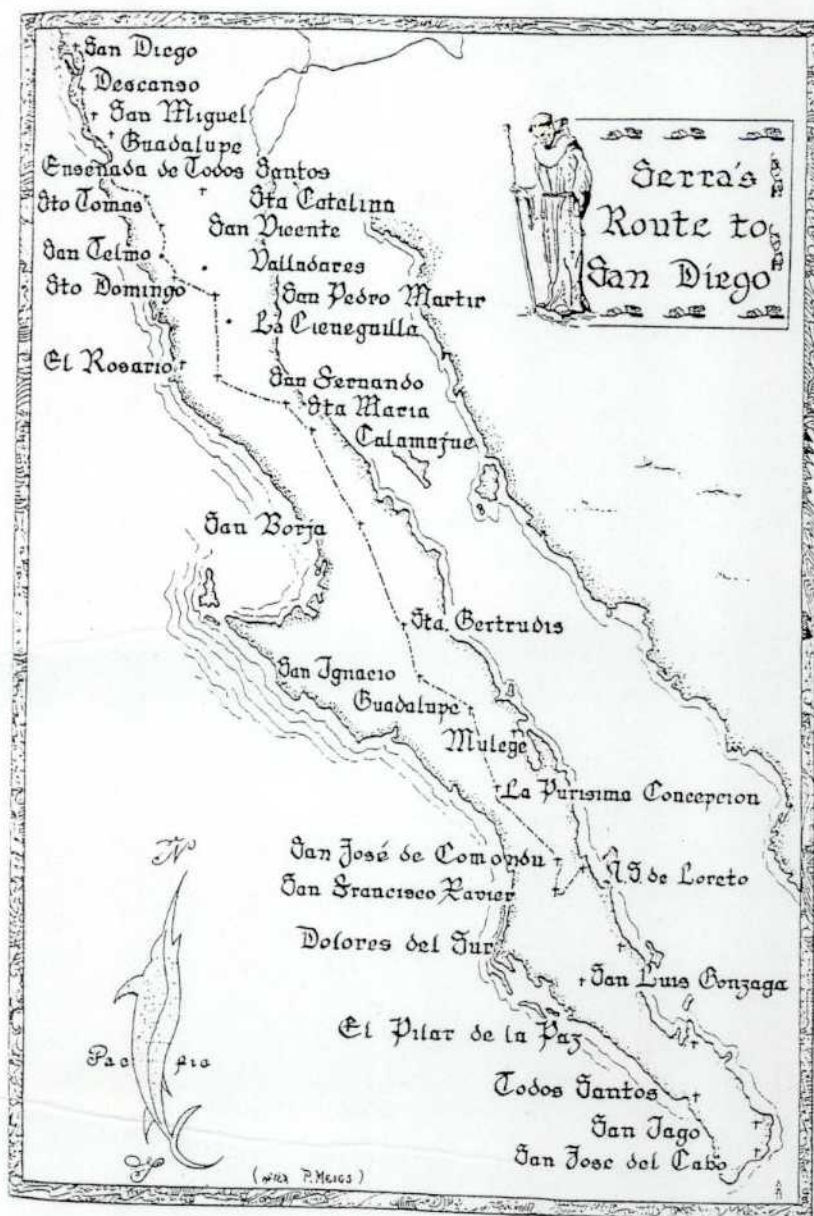 San Diego
Descanso
San Miguel
Guadalupe
Ensenada de Todos Santos
Sto Tomas
Sta Catalina
San Vicente
San Telmo
Valladares
Sto Domingo
San Pedro Martir
La Cieneguilla
El Rosario
San Fernando
Sta Maria
Calamajue
Serra's
Route to
San Diego
San Borja
Sta. Gertrudis
San Ignacio
Guadalupe
Mulege
La Purisima Concepcion
San José de Comondu
N.S. de Loreto
San Francisco Xavier
Dolores del Sur
San Luis Gonzaga
El Pilar de la Paz
Todos Santos
San Jago
San Jose del Cabo
N
Pac fic
S
( after P. Meigs )